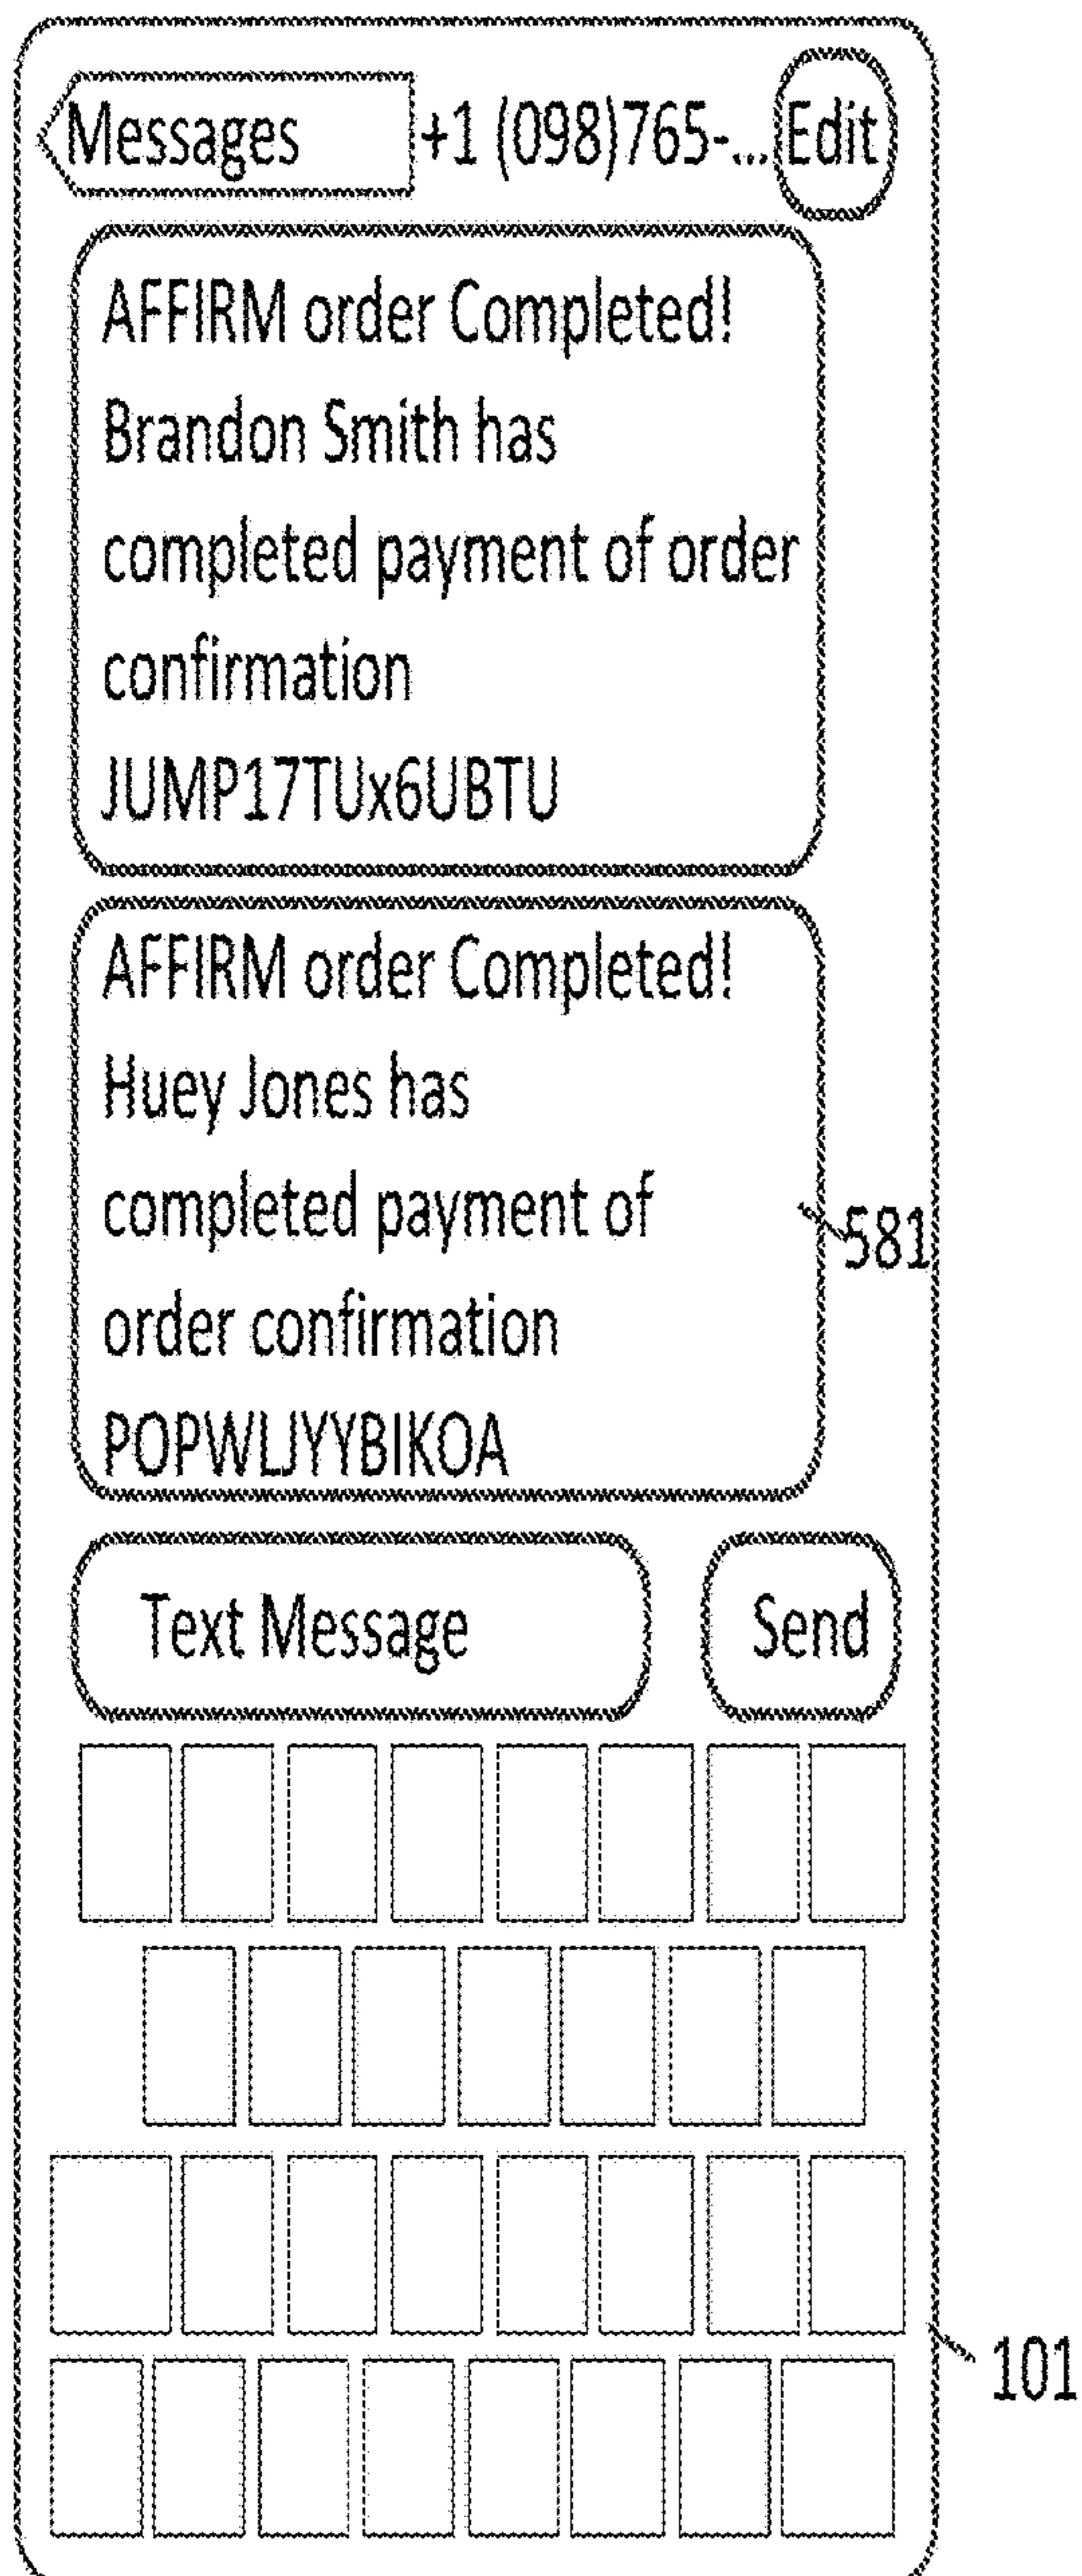 Messages +1 (098)765-... Edit
AFFIRM order Completed!
Brandon Smith has
completed payment of order
confirmation
JUMP17TUx6UBTU
AFFIRM order Completed!
Huey Jones has
completed payment of
order confirmation
POPWLJYYBIKOA
581
Text Message Send
101